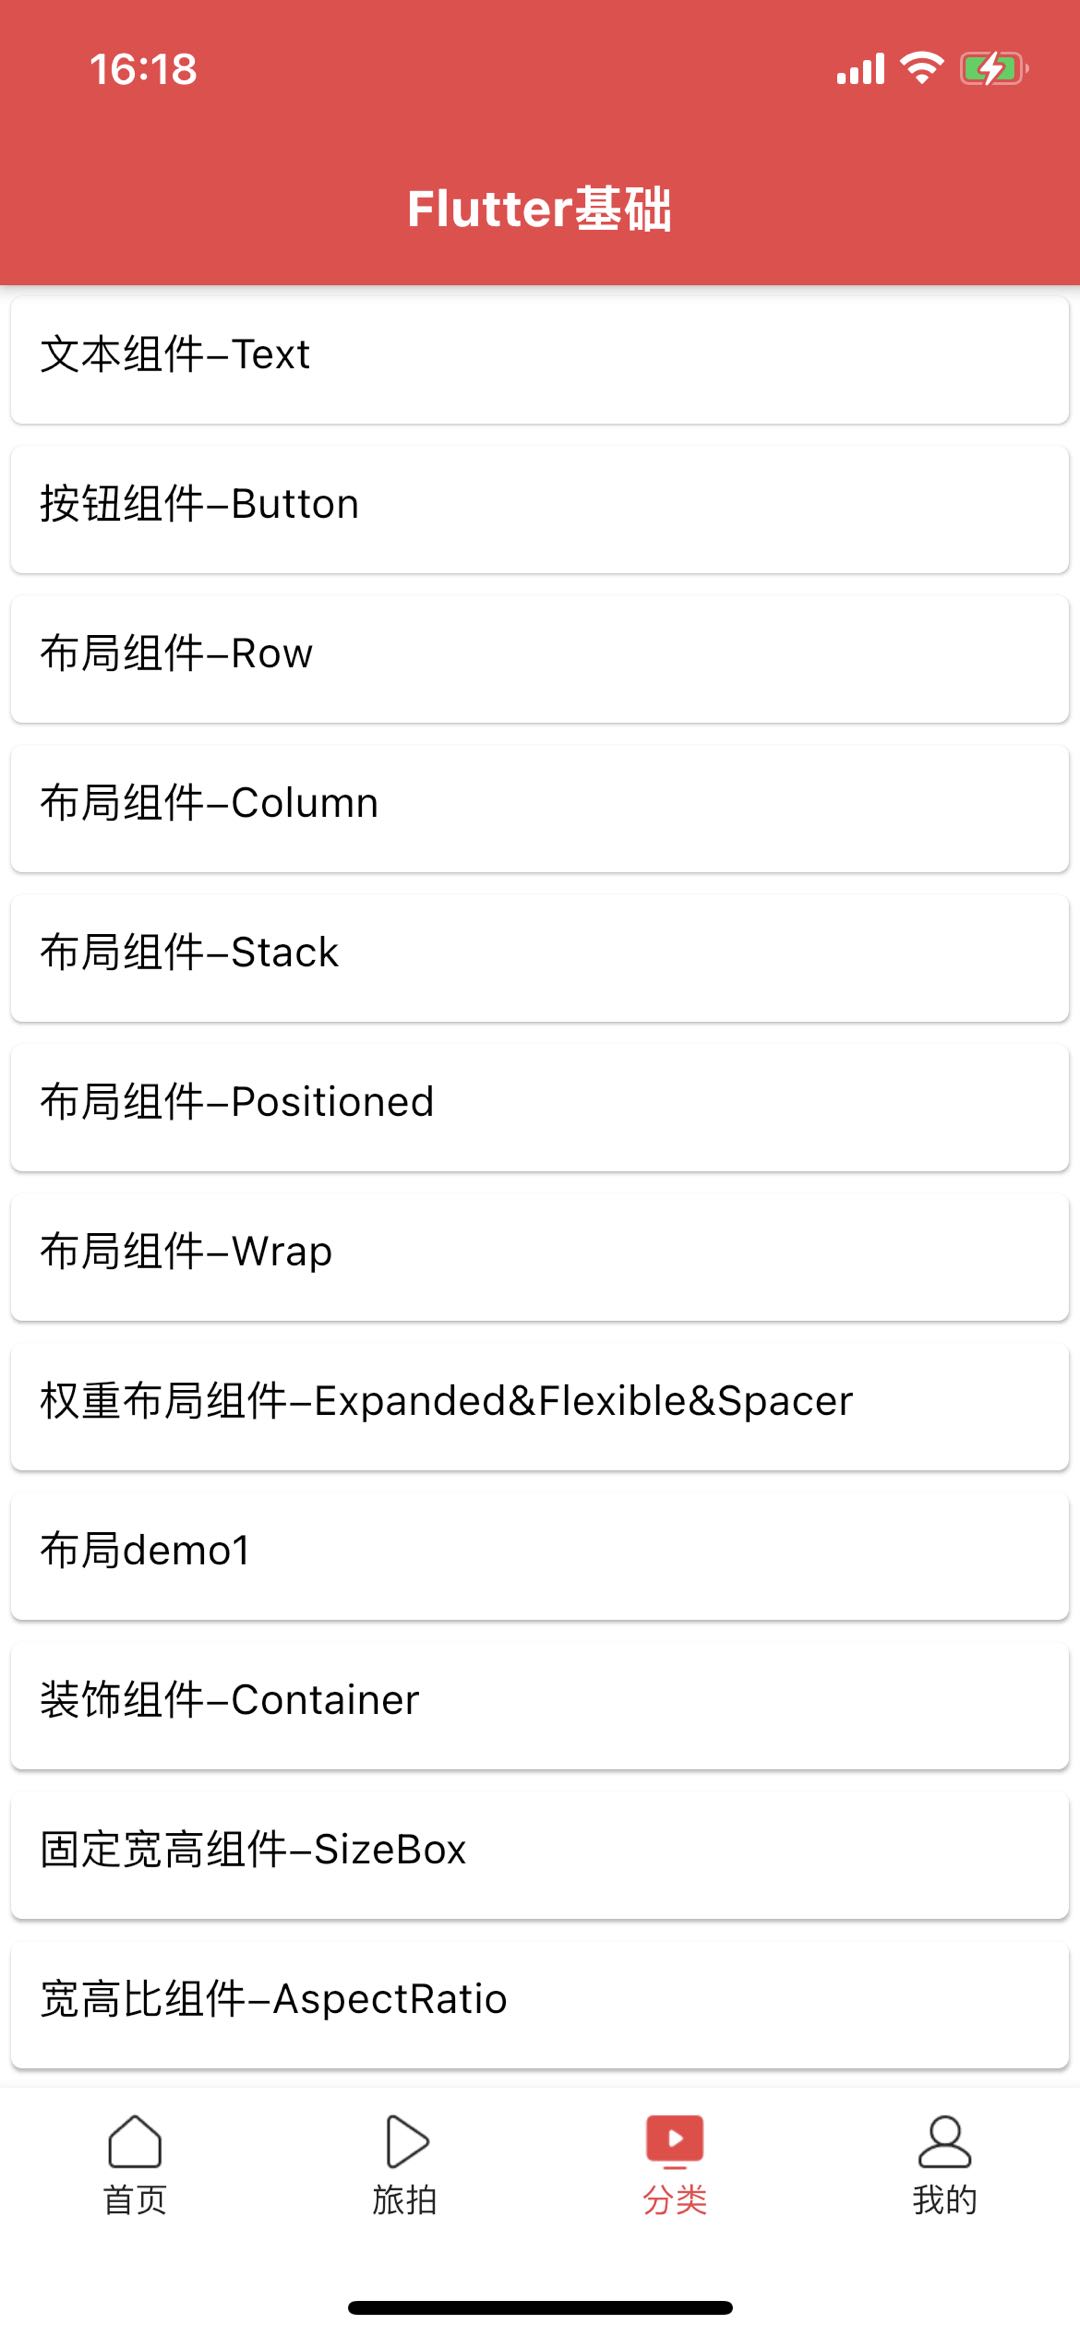 16:18
Flutter基础
文本组件-Text
按钮组件-Button
布局组件-Row
布局组件-Column
布局组件-Stack
布局组件-Positioned
布局组件-Wrap
权重布局组件-Expanded&Flexible&Spacer
布局demo1
装饰组件-Container
固定宽高组件-SizeBox
宽高比组件-AspectRatio
首页 旅拍 分类 我的